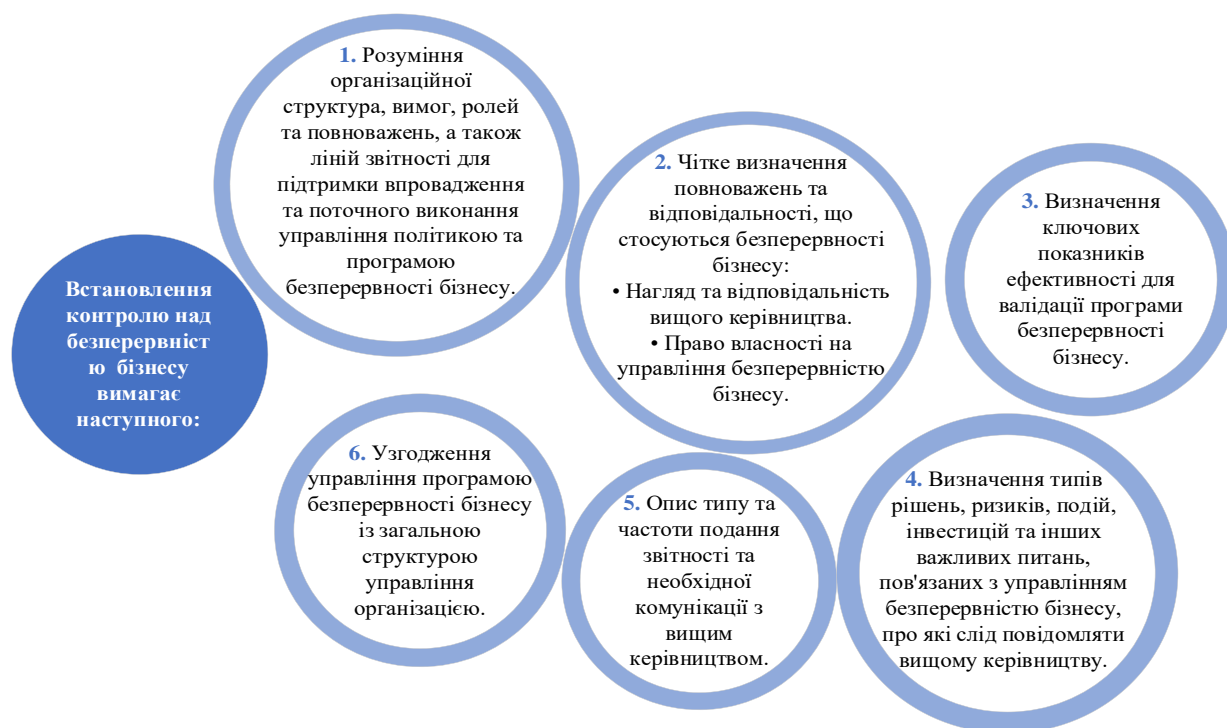 Встановлення
контролю над
безперервніст
ю бізнесу
вимагає
наступного:
1. Розуміння
організаційної
структура, вимог, ролей
та повноважень, а також
ліній звітності для
підтримки впровадження
та поточного виконання
управління політикою та
програмою
безперервності бізнесу.
2. Чітке визначення
повноважень та
відповідальності, що
стосуються безперервності
бізнесу:
• Нагляд та відповідальність
вищого керівництва.
• Право власності на
управління безперервністю
бізнесу.
3. Визначення
ключових
показників
ефективності для
валідації програми
безперервності
бізнесу.
4. Визначення типів
рішень, ризиків, подій,
інвестицій та інших
важливих питань,
пов'язаних з управлінням
безперервністю бізнесу,
про які слід повідомляти
вищому керівництву.
5. Опис типу та
частоти подання
звітності та
необхідної
комунікації з
вищим
керівництвом.
6. Узгодження
управління програмою
безперервності бізнесу
із загальною
структурою
управління
організацією.